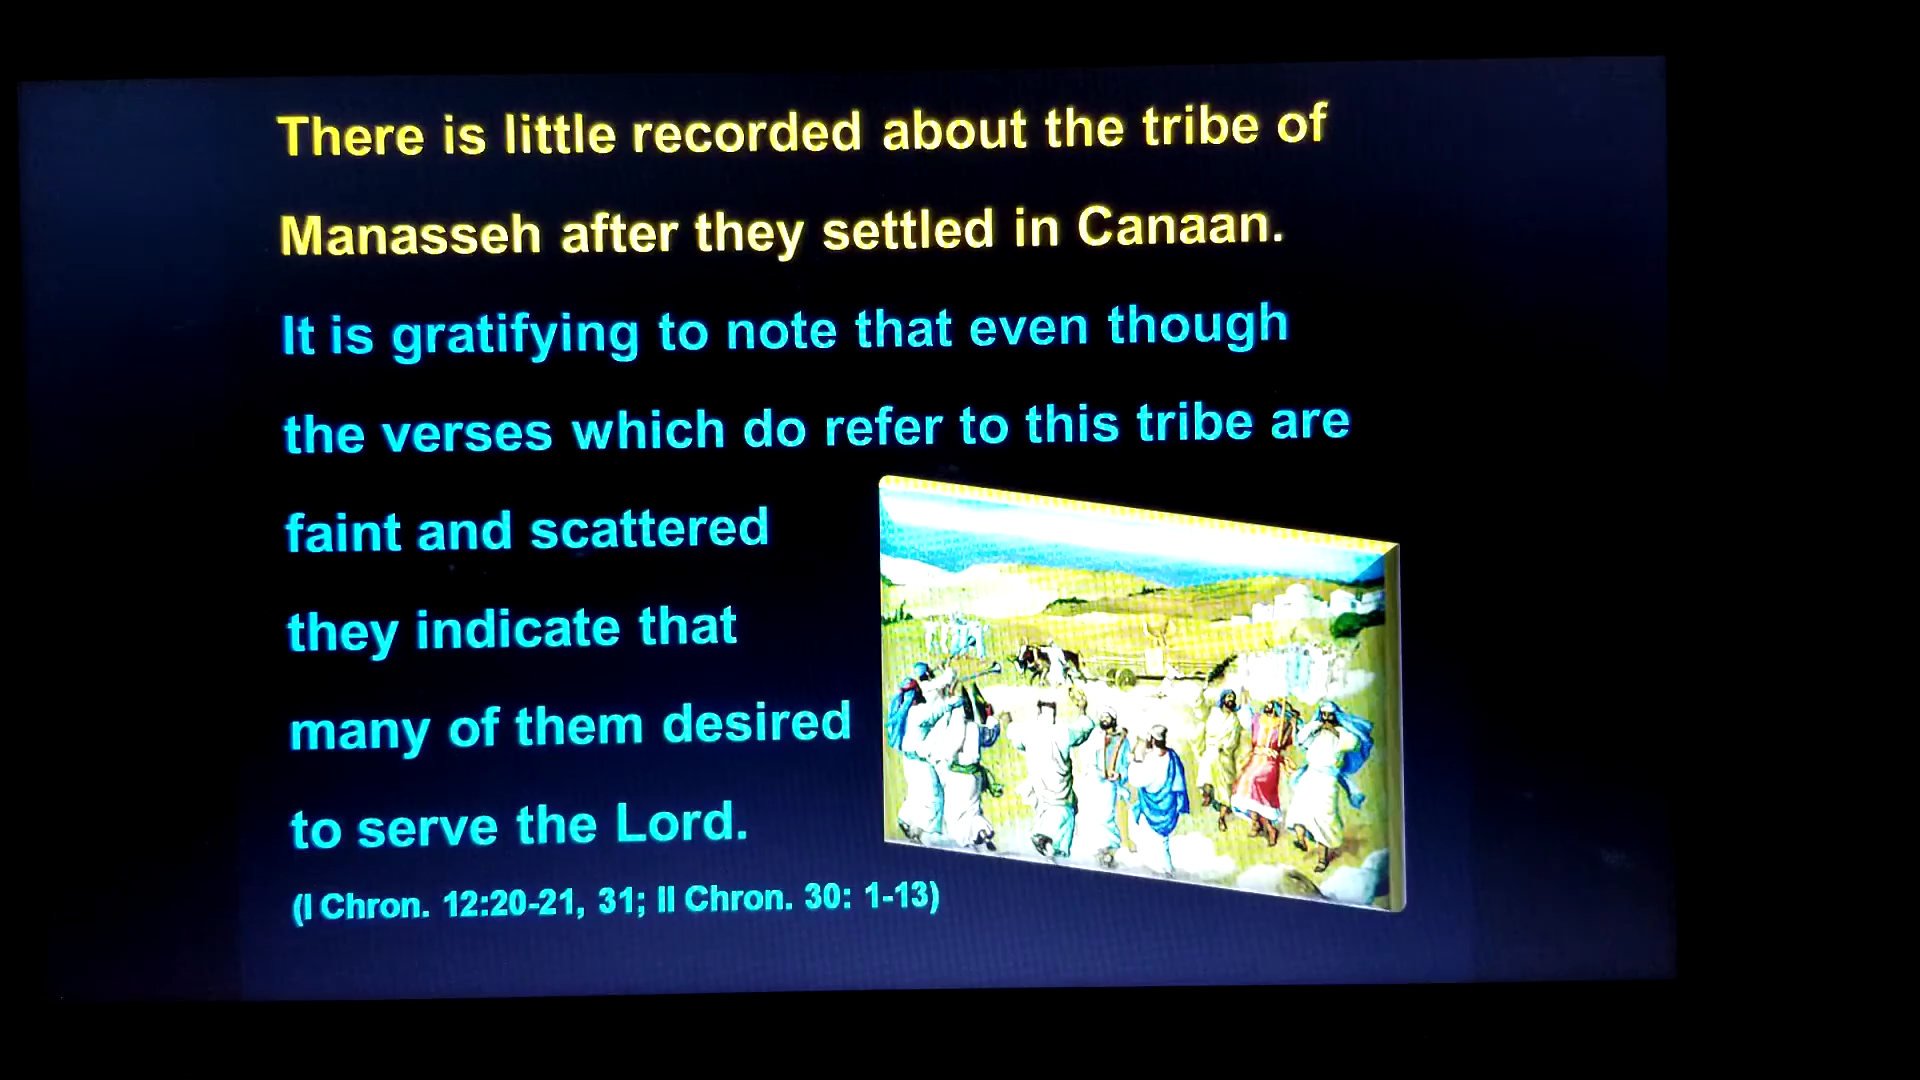 There is little recorded about the tribe of
Manasseh after they settled in Canaan.
It is gratifying to note that even though
the verses which do refer to this tribe are
faint and scattered
they indicate that
many of them desired
to serve the Lord.
(I Chron. 12:20-21, 31; II Chron. 30: 1-13)